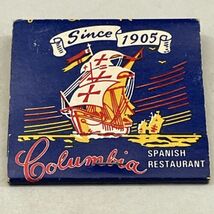 Since 1905
Columbia
SPANISH
RESTAURANT